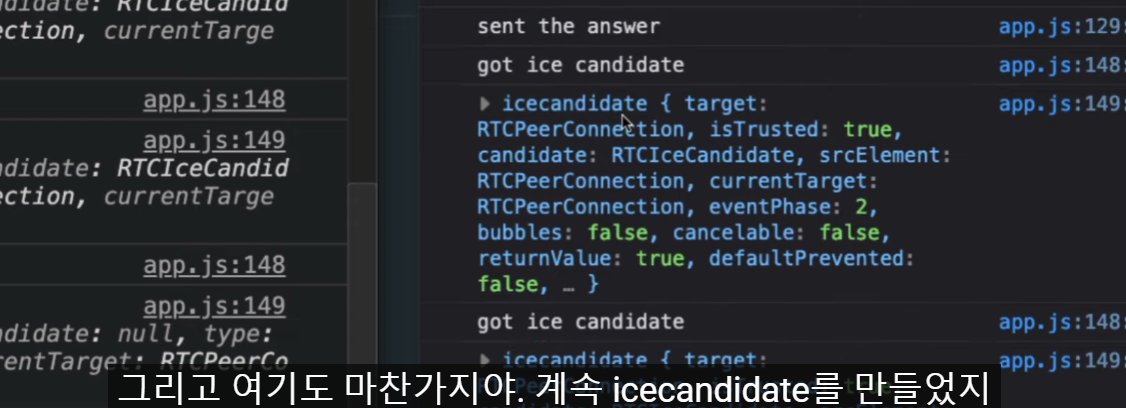 andidate: RTCIceCandid
ection, currentTarge
app.js:148
app.js:149
andidate: RTCIceCandid
ection, currentTarge
app.js:148
app.js:149
ndidate: null, type:
rentTarget: RTCPeerCo
sent the answer app.js:129:
got ice candidate app.js:148:
▶ icecandidate { target: app.js:149:
RTCPeerConnection, isTrusted: true,
candidate: RTCIceCandidate, srcElement:
RTCPeerConnection, currentTarget:
RTCPeerConnection, eventPhase: 2,
bubbles: false, cancelable: false,
returnValue: true, defaultPrevented:
false, … }
got ice candidate app.js:148:
▶ icecandidate { target: app.js:149:
그리고 여기도 마찬가지야. 계속 icecandidate를 만들었지